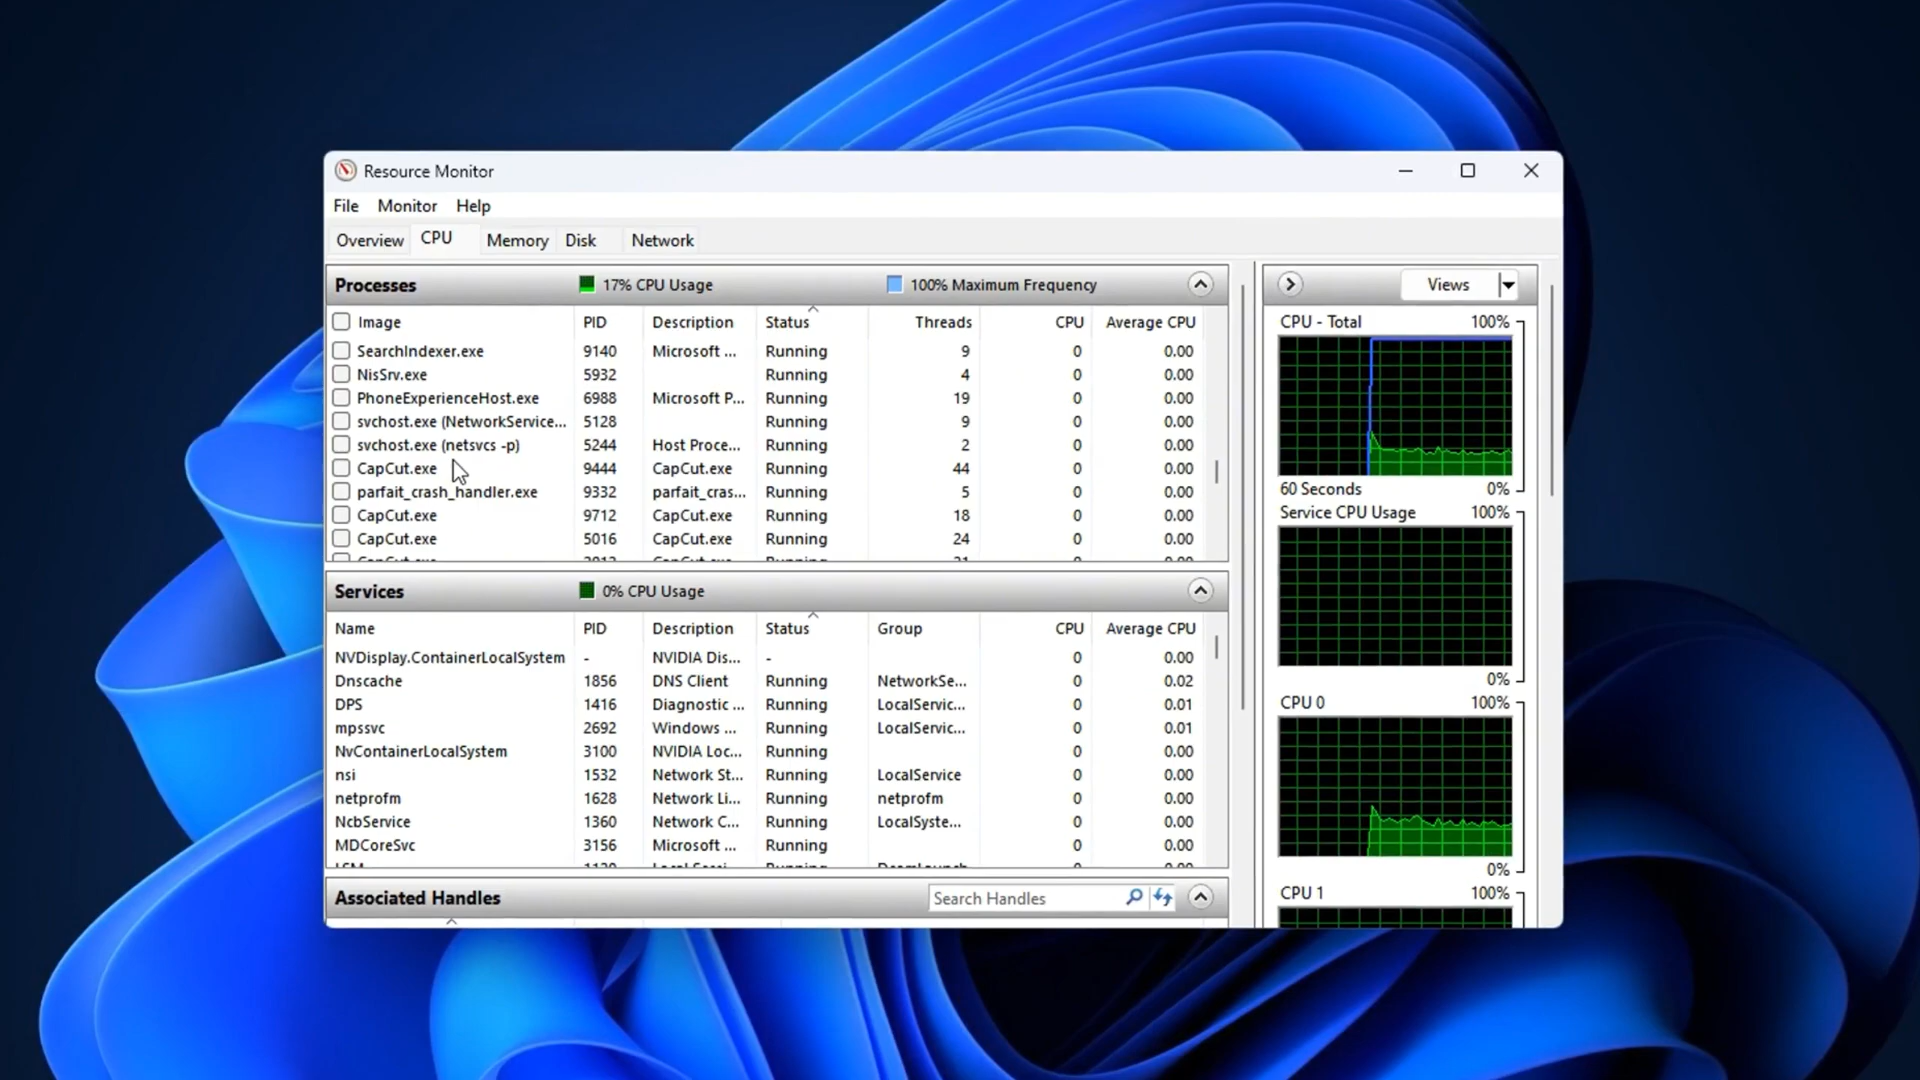 Resource Monitor
File Monitor Help
Overview CPU Memory Disk Network
Processes 17% CPU Usage 100% Maximum Frequency
Image PID Description Status Threads CPU Average CPU
SearchIndexer.exe 9140 Microsoft ... Running 9 0 0.00
NisSrv.exe 5932 Running 4 0 0.00
PhoneExperienceHost.exe 6988 Microsoft P... Running 19 0 0.00
svchost.exe (NetworkService... 5128 Running 9 0 0.00
svchost.exe (netsvcs -p) 5244 Host Proce... Running 2 0 0.00
CapCut.exe 9444 CapCut.exe Running 44 0 0.00
parfait_crash_handler.exe 9332 parfait_cras... Running 5 0 0.00
CapCut.exe 9712 CapCut.exe Running 18 0 0.00
CapCut.exe 5016 CapCut.exe Running 24 0 0.00
Services 0% CPU Usage
Name PID Description Status Group CPU Average CPU
NVDisplay.ContainerLocalSystem - NVIDIA Dis... - 0 0.00
Dnscache 1856 DNS Client Running NetworkSe... 0 0.02
DPS 1416 Diagnostic ... Running LocalServic... 0 0.01
mpssvc 2692 Windows ... Running LocalServic... 0 0.01
NvContainerLocalSystem 3100 NVIDIA Loc... Running 0 0.00
nsi 1532 Network St... Running LocalService 0 0.00
netprofm 1628 Network Li... Running netprofm 0 0.00
NcbService 1360 Network C... Running LocalSyste... 0 0.00
MDCoreSvc 3156 Microsoft ... Running 0 0.00
Associated Handles Search Handles
Views
CPU - Total 100%
60 Seconds 0%
Service CPU Usage 100%
0%
CPU 0 100%
0%
CPU 1 100%